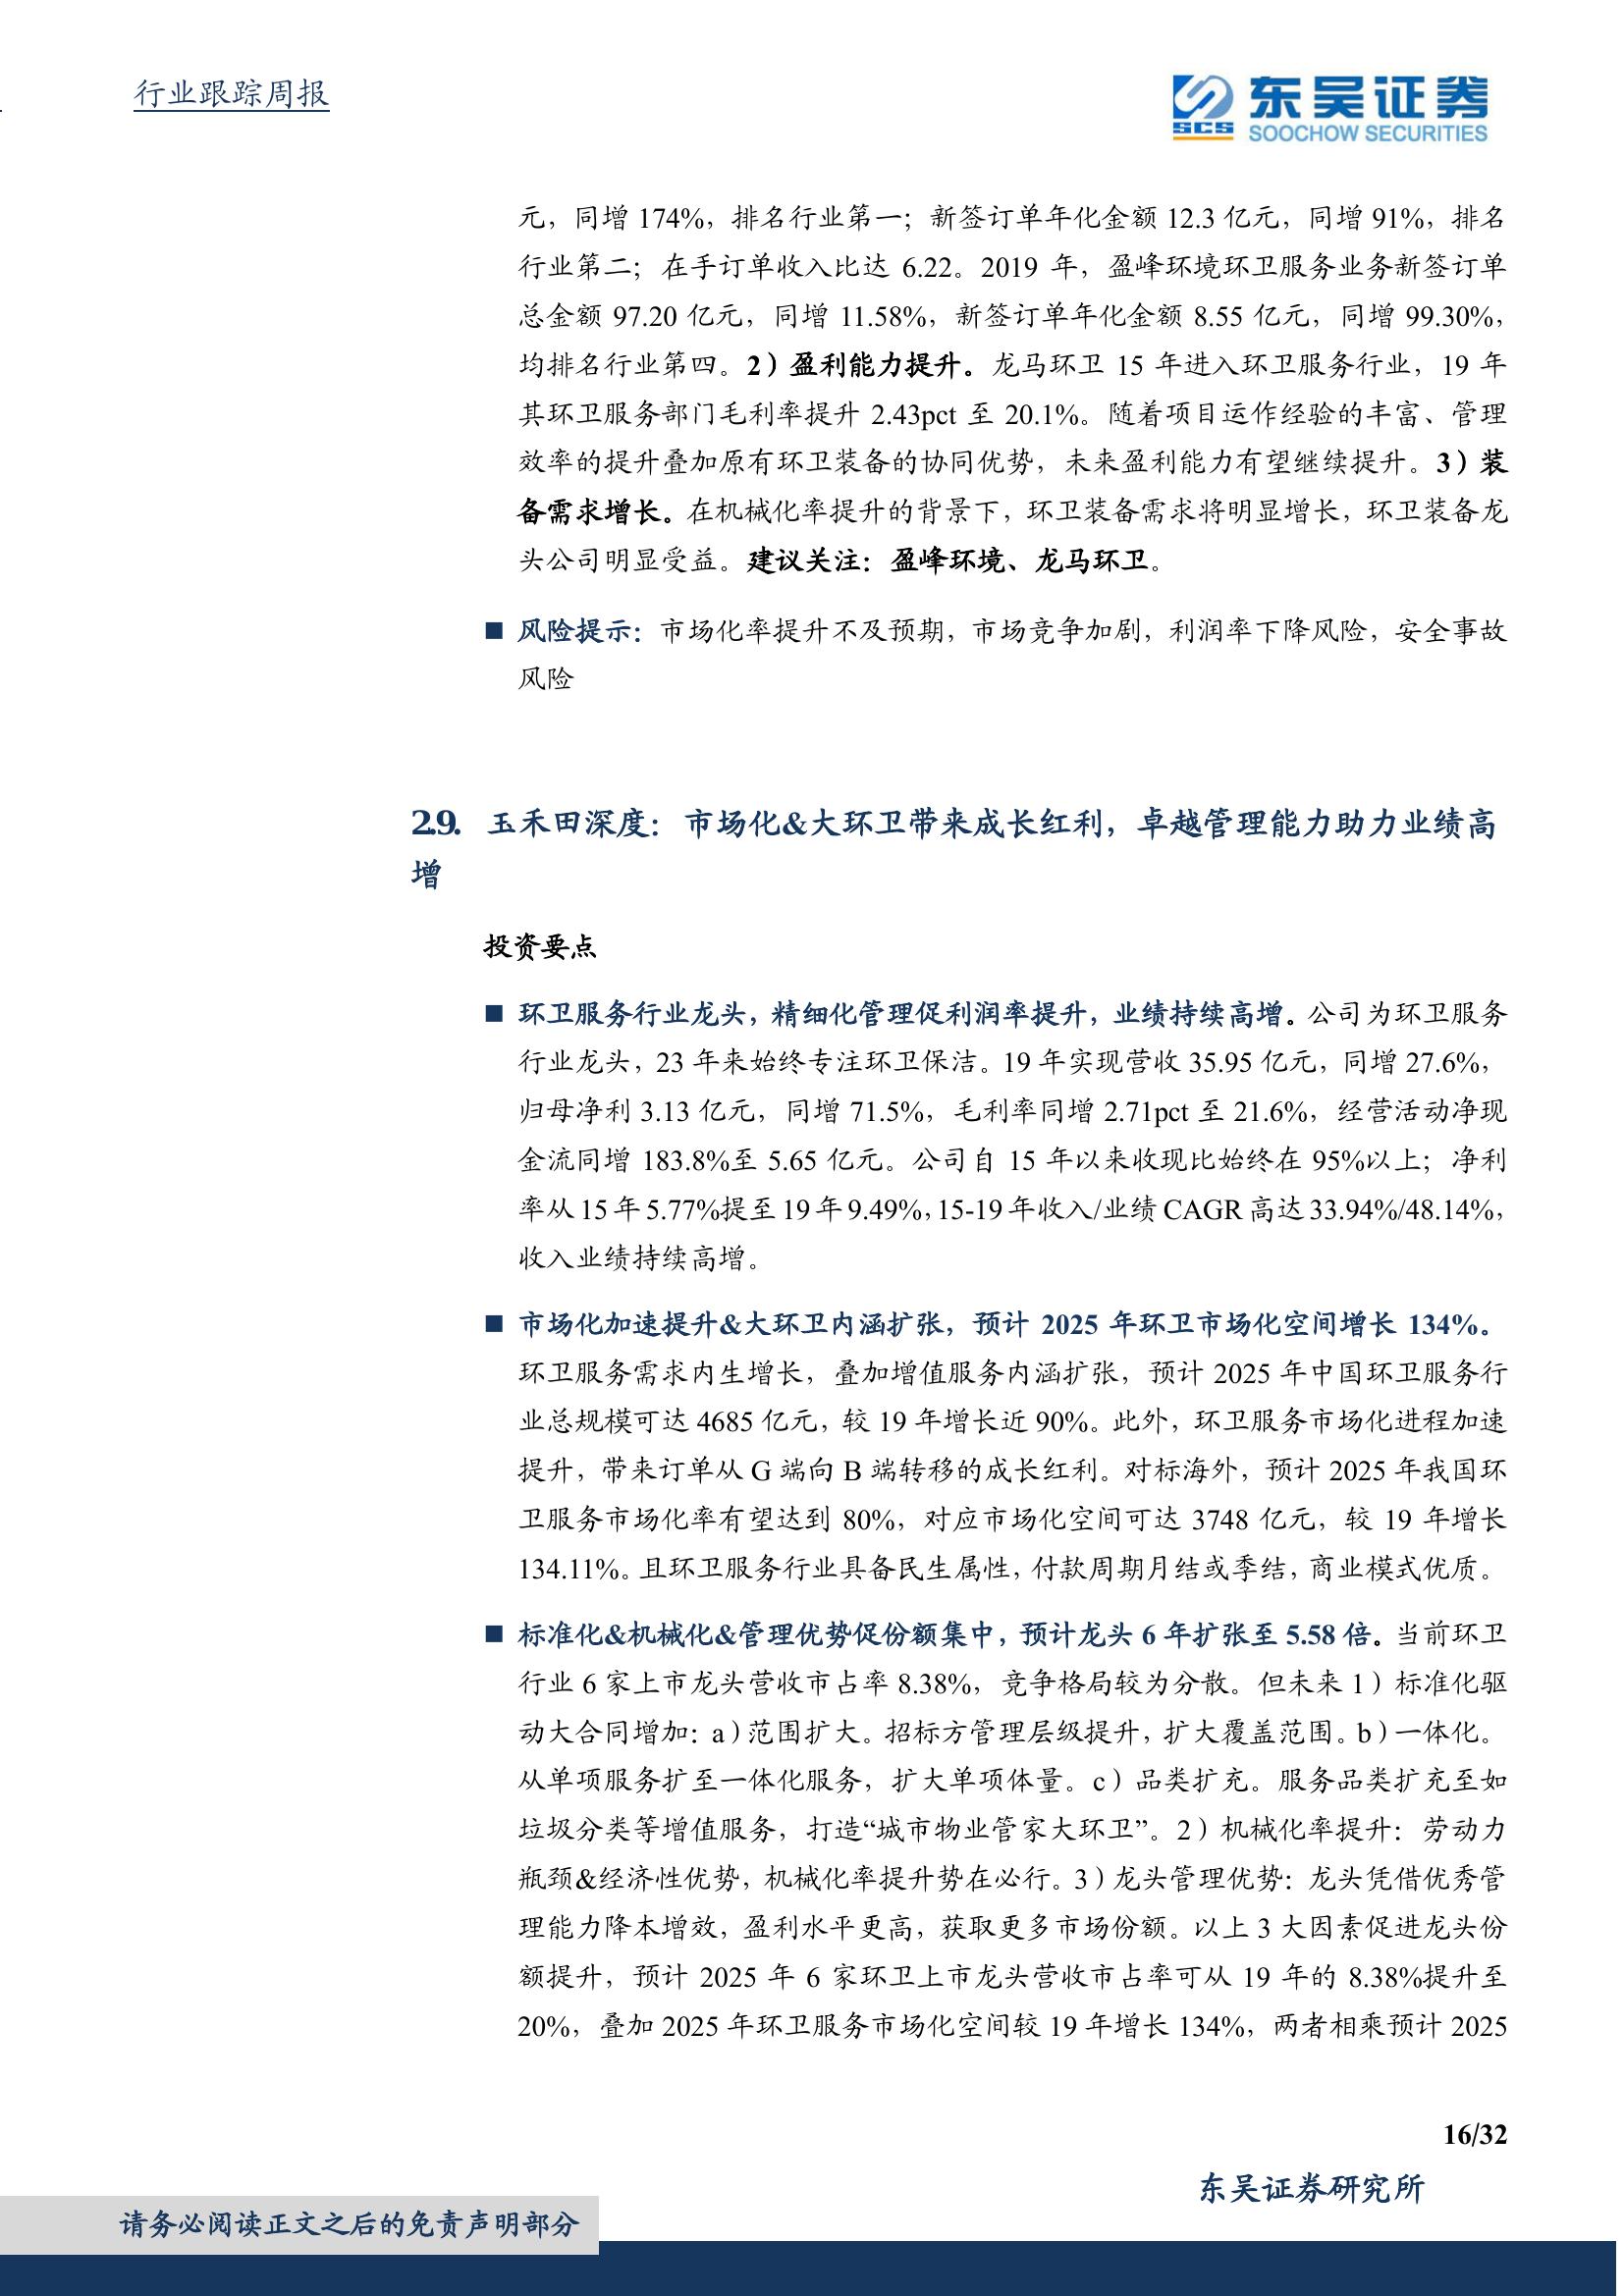 行业跟踪周报
SCS
东吴证券
SOOCHOW SECURITIES
元，同增 174%，排名行业第一；新签订单年化金额 12.3 亿元，同增 91%，排名
行业第二；在手订单收入比达 6.22。2019 年，盈峰环境环卫服务业务新签订单
总金额 97.20 亿元，同增 11.58%，新签订单年化金额 8.55 亿元，同增 99.30%，
均排名行业第四。2）盈利能力提升。龙马环卫 15 年进入环卫服务行业，19 年
其环卫服务部门毛利率提升 2.43pct 至 20.1%。随着项目运作经验的丰富、管理
效率的提升叠加原有环卫装备的协同优势，未来盈利能力有望继续提升。3）装
备需求增长。在机械化率提升的背景下，环卫装备需求将明显增长，环卫装备龙
头公司明显受益。建议关注：盈峰环境、龙马环卫。
■ 风险提示：市场化率提升不及预期，市场竞争加剧，利润率下降风险，安全事故
风险
2.9. 玉禾田深度：市场化&大环卫带来成长红利，卓越管理能力助力业绩高
增
投资要点
■ 环卫服务行业龙头，精细化管理促利润率提升，业绩持续高增。公司为环卫服务
行业龙头，23 年来始终专注环卫保洁。19 年实现营收 35.95 亿元，同增 27.6%，
归母净利 3.13 亿元，同增 71.5%，毛利率同增 2.71pct 至 21.6%，经营活动净现
金流同增 183.8%至 5.65 亿元。公司自 15 年以来收现比始终在 95%以上；净利
率从 15 年 5.77%提至 19 年 9.49%，15-19 年收入/业绩 CAGR 高达 33.94%/48.14%，
收入业绩持续高增。
■ 市场化加速提升&大环卫内涵扩张，预计 2025 年环卫市场化空间增长 134%。
环卫服务需求内生增长，叠加增值服务内涵扩张，预计 2025 年中国环卫服务行
业总规模可达 4685 亿元，较 19 年增长近 90%。此外，环卫服务市场化进程加速
提升，带来订单从 G 端向 B 端转移的成长红利。对标海外，预计 2025 年我国环
卫服务市场化率有望达到 80%，对应市场化空间可达 3748 亿元，较 19 年增长
134.11%。且环卫服务行业具备民生属性，付款周期月结或季结，商业模式优质。
■ 标准化&机械化&管理优势促份额集中，预计龙头 6 年扩张至 5.58 倍。当前环卫
行业 6 家上市龙头营收市占率 8.38%，竞争格局较为分散。但未来 1）标准化驱
动大合同增加：a）范围扩大。招标方管理层级提升，扩大覆盖范围。b）一体化。
从单项服务扩至一体化服务，扩大单项体量。c）品类扩充。服务品类扩充至如
垃圾分类等增值服务，打造“城市物业管家大环卫”。2）机械化率提升：劳动力
瓶颈&经济性优势，机械化率提升势在必行。3）龙头管理优势：龙头凭借优秀管
理能力降本增效，盈利水平更高，获取更多市场份额。以上 3 大因素促进龙头份
额提升，预计 2025 年 6 家环卫上市龙头营收市占率可从 19 年的 8.38%提升至
20%，叠加 2025 年环卫服务市场化空间较 19 年增长 134%，两者相乘预计 2025
16/32
东吴证券研究所
请务必阅读正文之后的免责声明部分